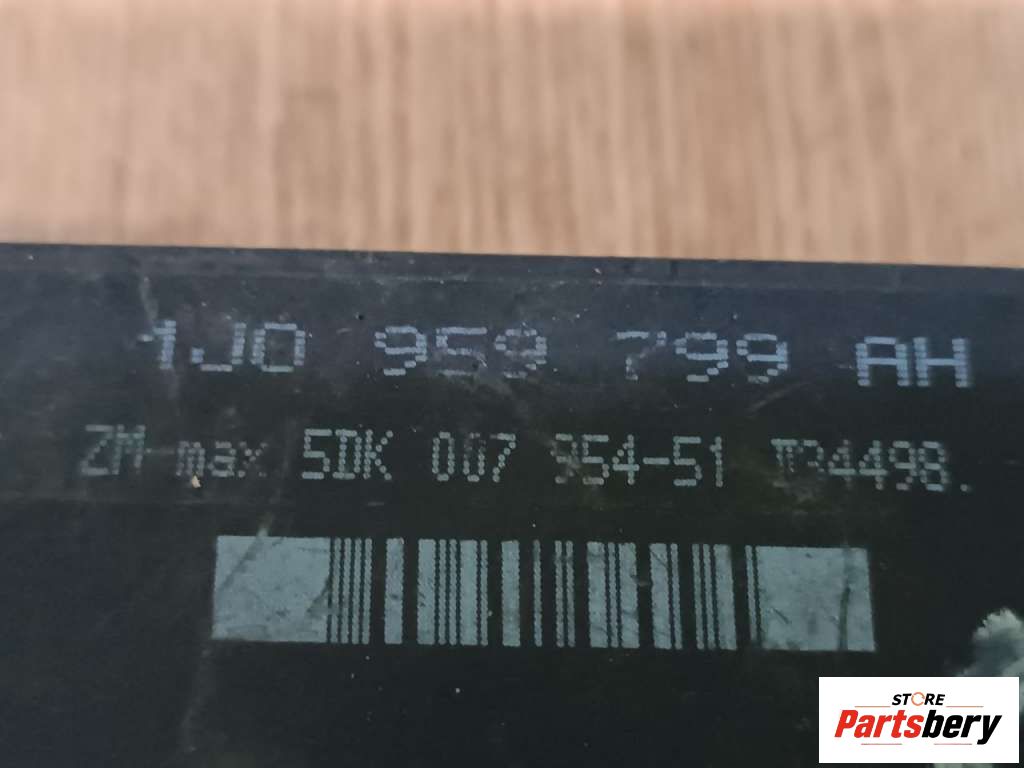 1J0 959 799 AH
ZM-max 5DK 007 954-51
STORE
Partsbery